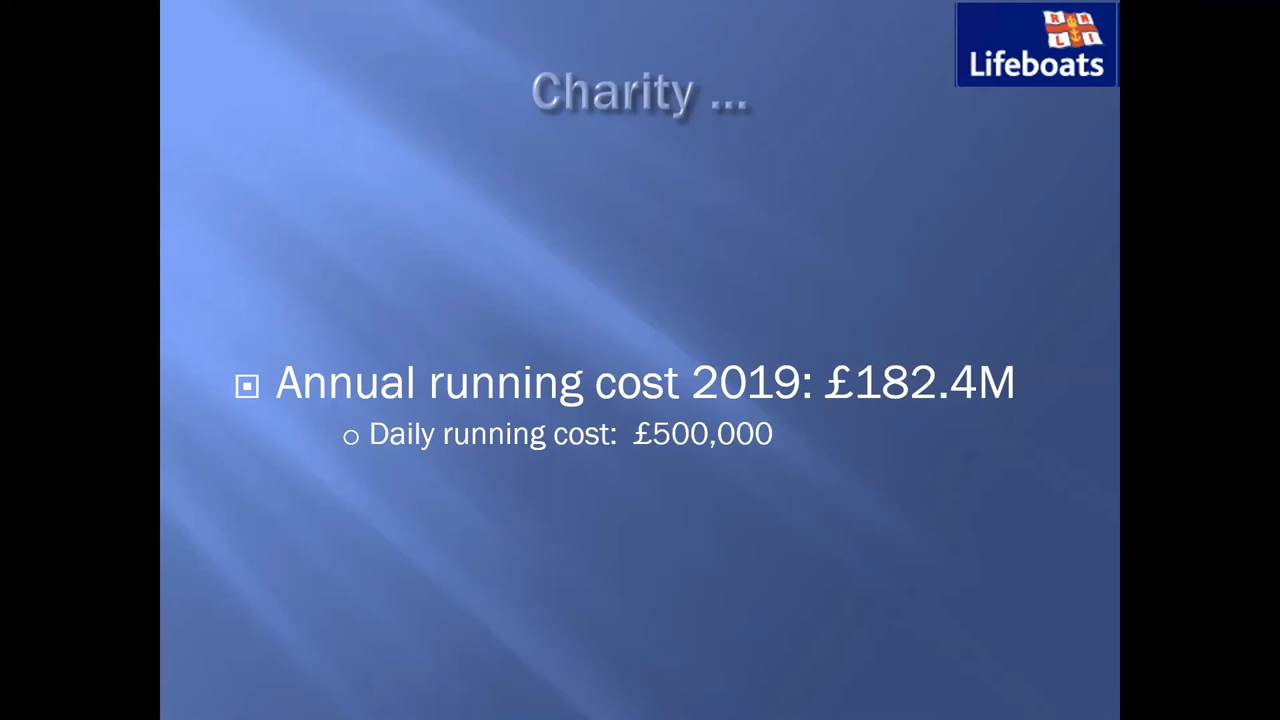 R N
L I
Lifeboats
Charity ...
Annual running cost 2019: £182.4M
Daily running cost: £500,000